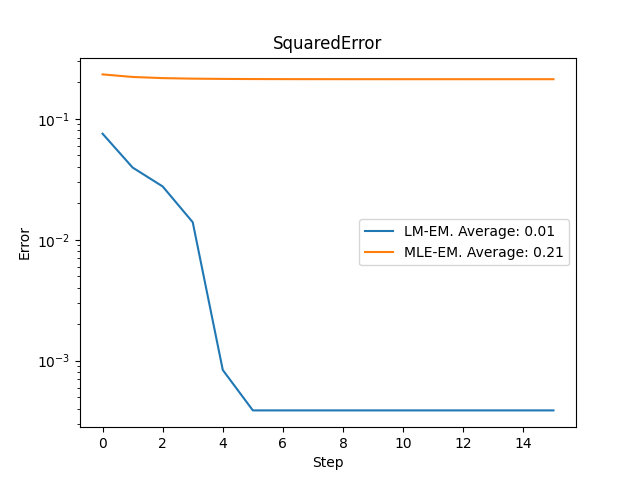 SquaredError
Error
10⁻¹
10⁻²
10⁻³
LM-EM. Average: 0.01
MLE-EM. Average: 0.21
0 2 4 6 8 10 12 14
Step